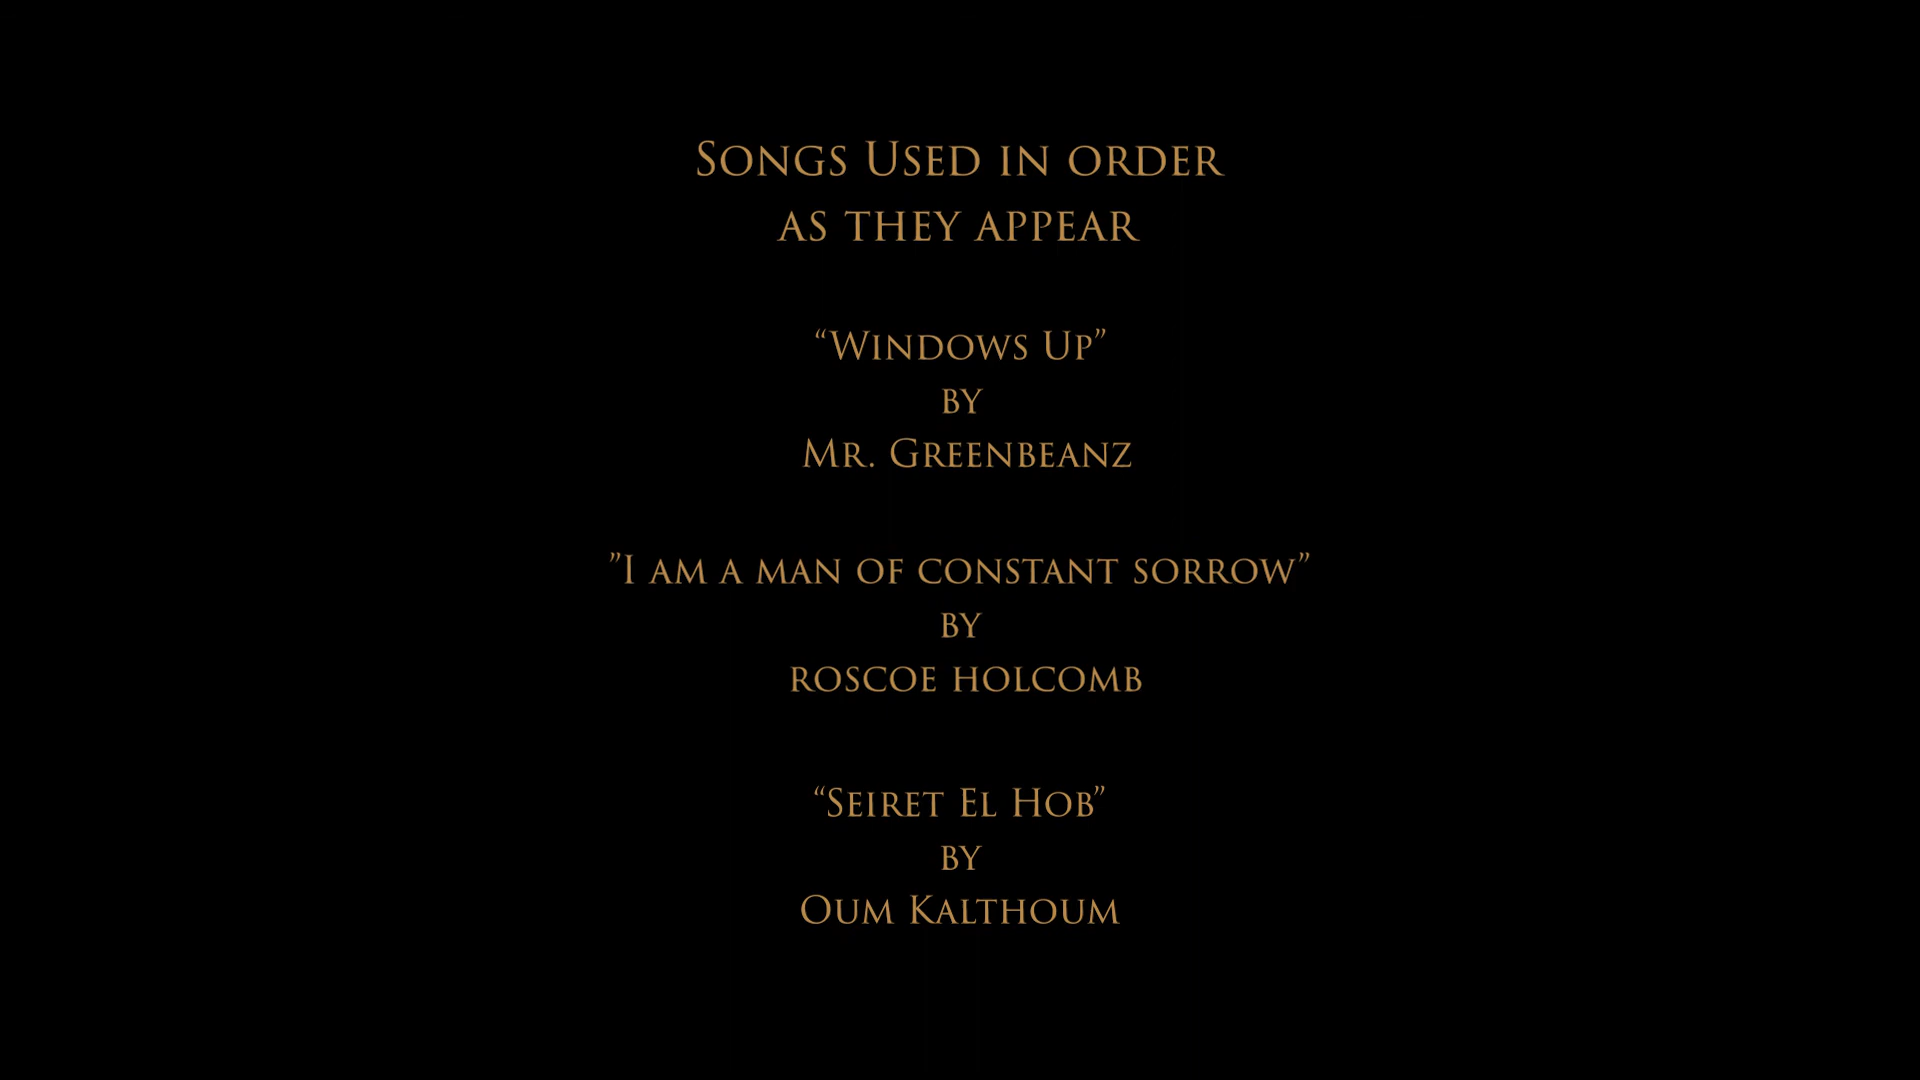 Songs Used in order
as they appear
“Windows Up”
by
Mr. Greenbeanz
”I am a man of constant sorrow”
by
roscoe holcomb
“Seiret El Hob”
by
Oum Kalthoum